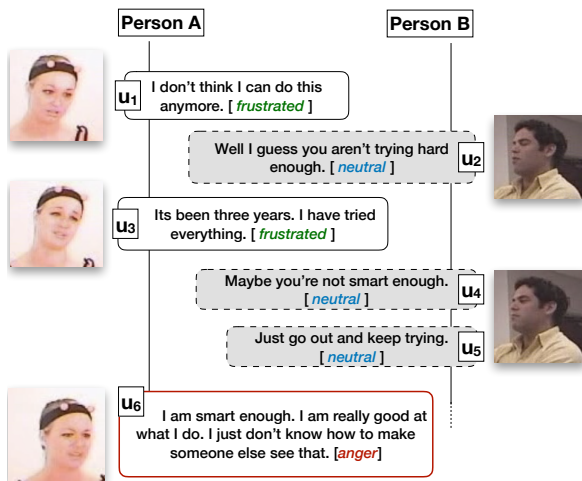 Person A
Person B
u1
I don't think I can do this
anymore. [ frustrated ]
Well I guess you aren't trying hard
enough. [ neutral ]
u2
u3
Its been three years. I have tried
everything. [ frustrated ]
Maybe you're not smart enough.
[ neutral ]
u4
Just go out and keep trying.
[ neutral ]
u5
u6
I am smart enough. I am really good at
what I do. I just don't know how to make
someone else see that. [anger]